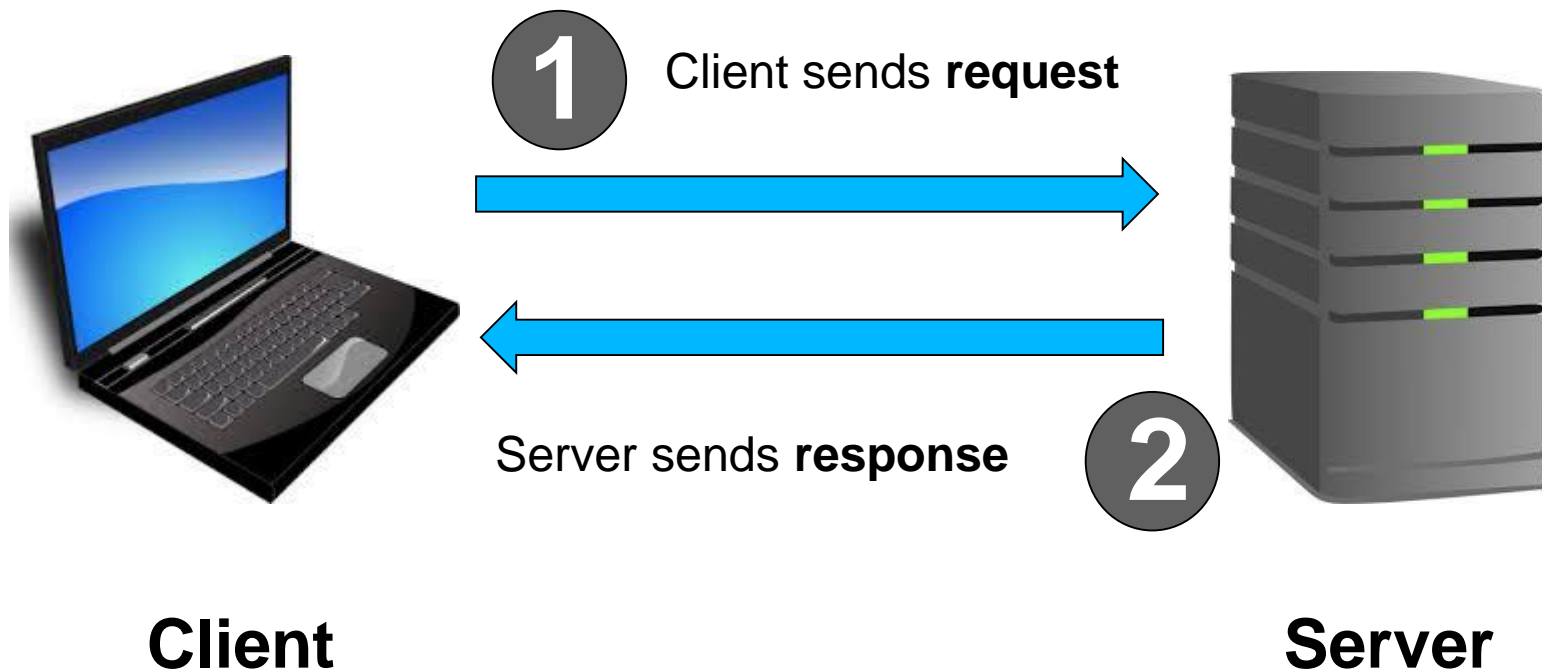 1
Client sends request
Server sends response
2
Client
Server